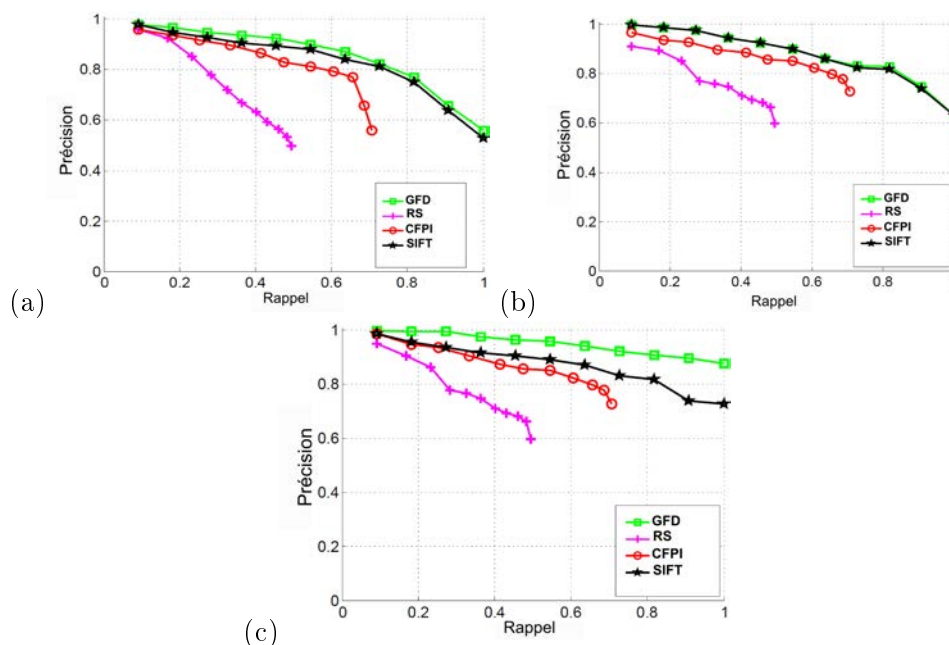 1
0.8
0.6
0.4
0.2
0
Précision
GFD
RS
CFPI
SIFT
0 0.2 0.4 0.6 0.8 1
Rappel
(a)
1
0.8
0.6
0.4
0.2
0
Précision
GFD
RS
CFPI
SIFT
0 0.2 0.4 0.6 0.8
Rappel
(b)
1
0.8
0.6
0.4
0.2
0
Précision
GFD
RS
CFPI
SIFT
0 0.2 0.4 0.6 0.8 1
Rappel
(c)